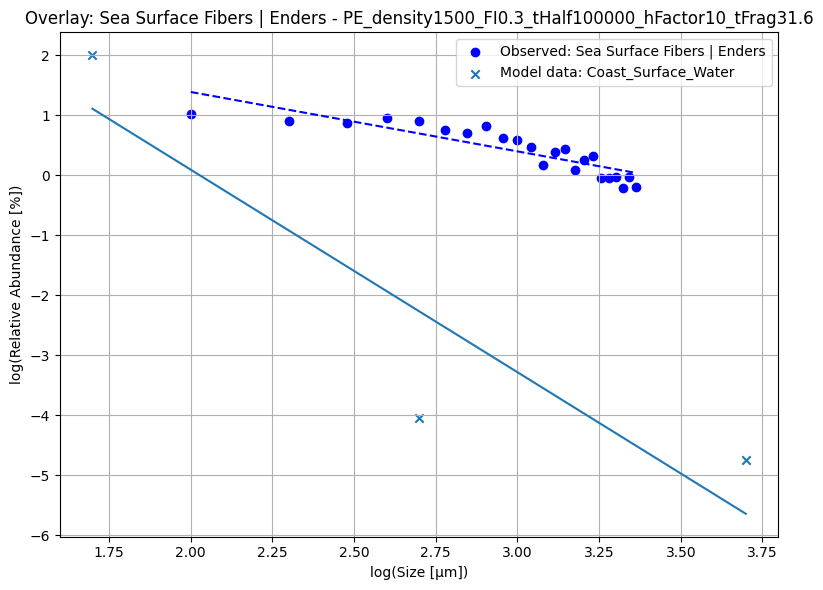 Overlay: Sea Surface Fibers | Enders - PE_density1500_FI0.3_tHalf100000_hFactor10_tFrag31.6
Observed: Sea Surface Fibers | Enders
Model data: Coast_Surface_Water
log(Relative Abundance [%])
2
1
0
−1
−2
−3
−4
−5
−6
1.75 2.00 2.25 2.50 2.75 3.00 3.25 3.50 3.75
log(Size [µm])